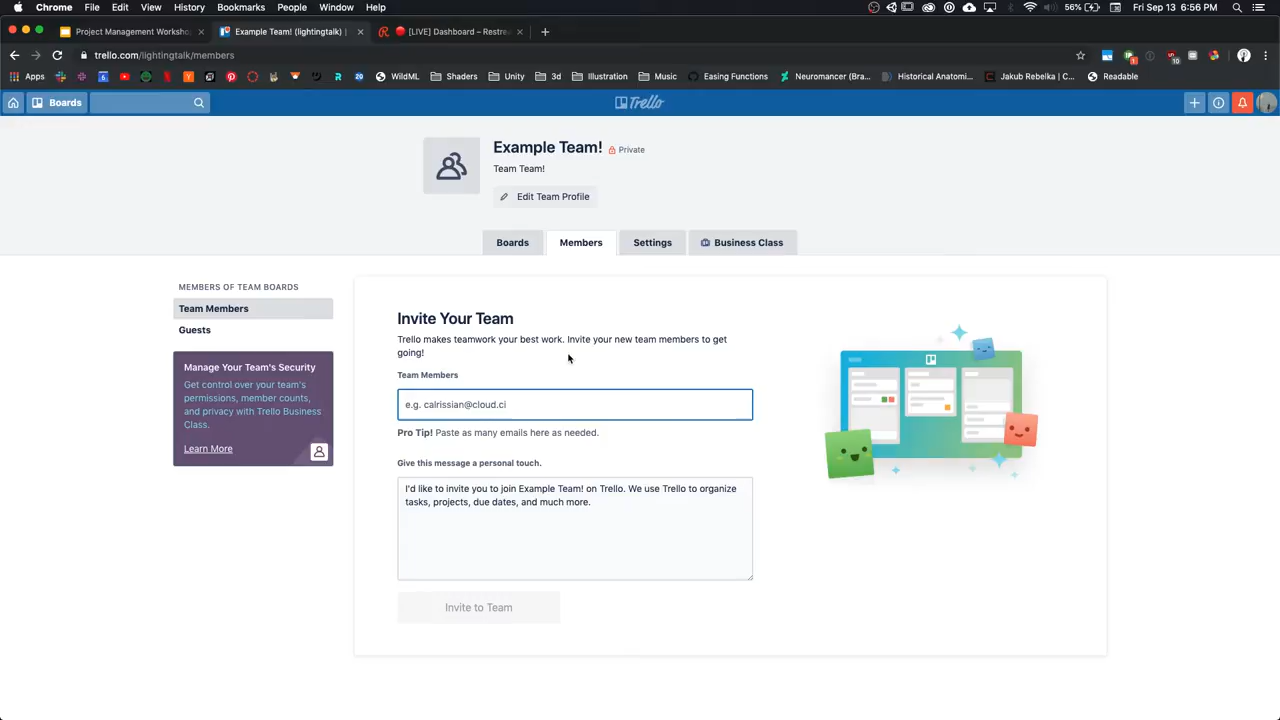 Chrome File Edit View History Bookmarks People Window Help
56% Fri Sep 13 6:56 PM
Project Management Worksho
Example Team! (lightingtalk) |
[LIVE] Dashboard – Restre
trello.com/lightingtalk/members
Apps 20 WildML Shaders Unity 3d Illustration Music Easing Functions Neuromancer (Bra... Historical Anatomi... Jakub Rebelka | C... Readable
Boards
Trello
Example Team! Private
Team Team!
Edit Team Profile
Boards Members Settings Business Class
MEMBERS OF TEAM BOARDS
Team Members
Guests
Manage Your Team's Security
Get control over your team's
permissions, member counts,
and privacy with Trello Business
Class.
Learn More
Invite Your Team
Trello makes teamwork your best work. Invite your new team members to get
going!
Team Members
e.g. calrissian@cloud.ci
Pro Tip! Paste as many emails here as needed.
Give this message a personal touch.
I'd like to invite you to join Example Team! on Trello. We use Trello to organize
tasks, projects, due dates, and much more.
Invite to Team